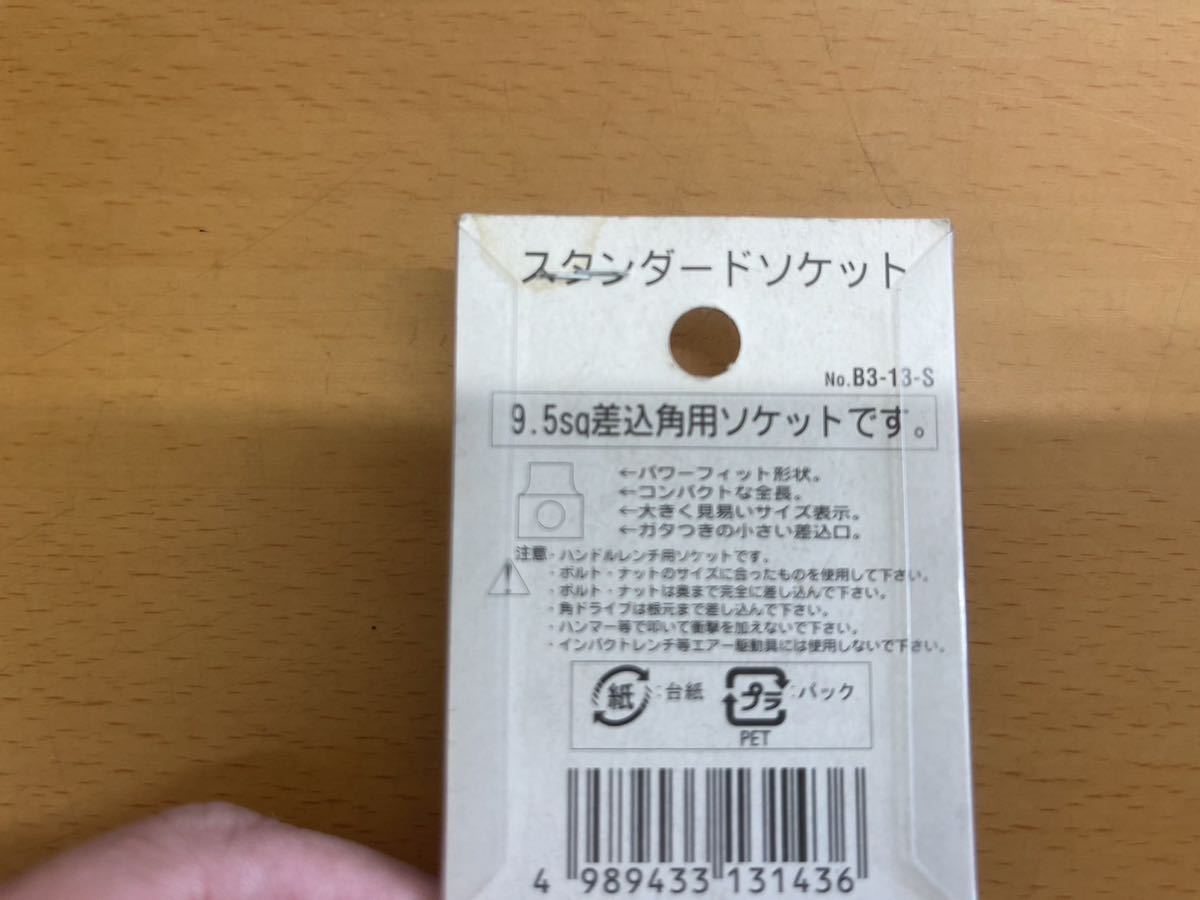 スタンダードソケット
No.B3-13-S
9.5sq差込角用ソケットです。
←パワーフィット形状。
←コンパクトな全長。
←大きく見易いサイズ表示。
←ガタつきの小さい差込口。
注意・ハンドルレンチ用ソケットです。
・ボルト・ナットのサイズに合ったものを使用して下さい。
・ボルト・ナットは奥まで完全に差し込んで下さい。
・角ドライブは根元まで差し込んで下さい。
・ハンマー等で叩いて衝撃を加えないで下さい。
・インパクトレンチ等エアー駆動具には使用しないで下さい。
紙:台紙 プラ:パック
PET
4 989433 131436